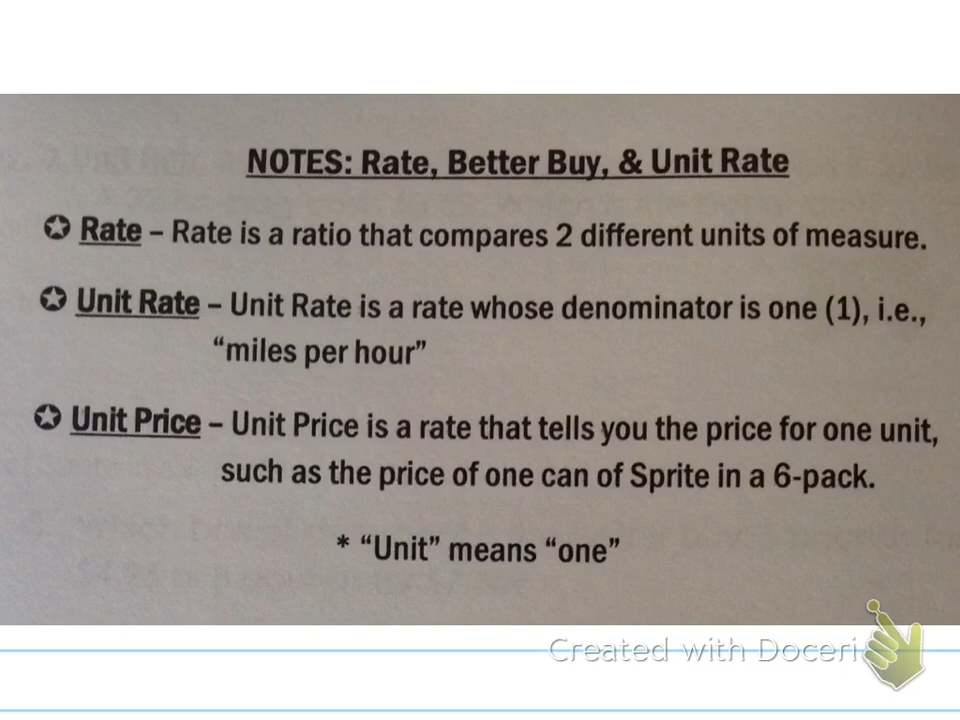 NOTES: Rate, Better Buy, & Unit Rate
✪ Rate – Rate is a ratio that compares 2 different units of measure.
✪ Unit Rate – Unit Rate is a rate whose denominator is one (1), i.e.,
“miles per hour”
✪ Unit Price – Unit Price is a rate that tells you the price for one unit,
such as the price of one can of Sprite in a 6-pack.
* “Unit” means “one”
Created with Doceri